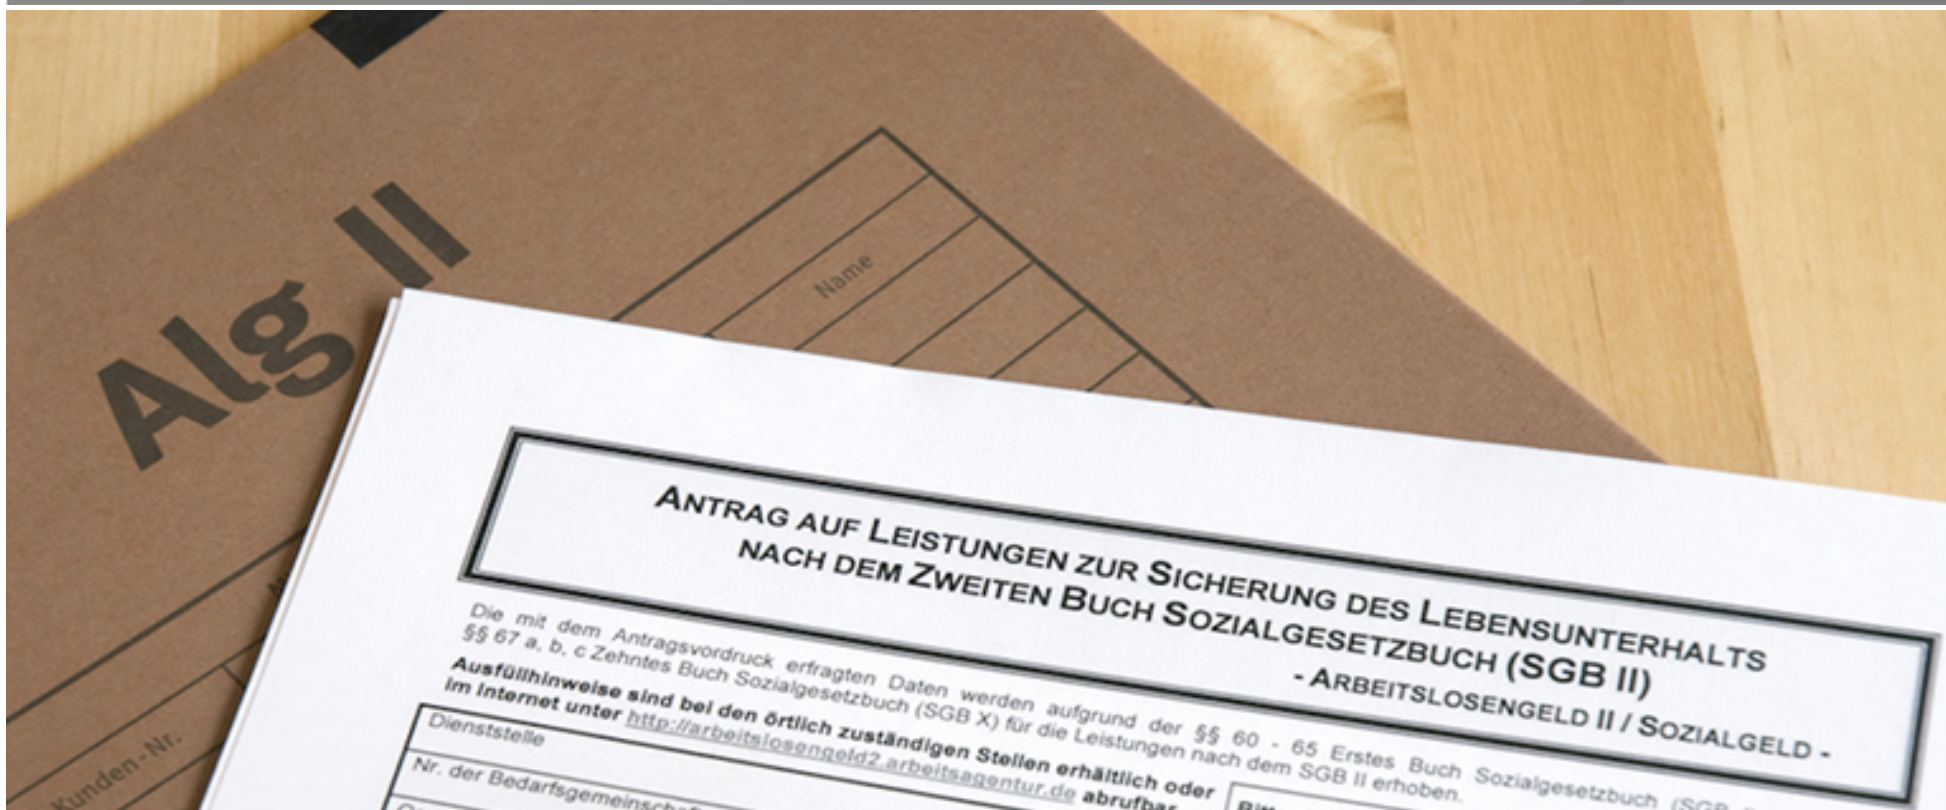 Alg II
Name
Kunden-Nr.
ANTRAG AUF LEISTUNGEN ZUR SICHERUNG DES LEBENSUNTERHALTS
NACH DEM ZWEITEN BUCH SOZIALGESETZBUCH (SGB II)
- ARBEITSLOSENGELD II / SOZIALGELD -
Die mit dem Antragsvordruck erfragten Daten werden aufgrund der §§ 60 - 65 Erstes Buch Sozialgesetzbuch (SGB
§§ 67 a, b, c Zehntes Buch Sozialgesetzbuch (SGB X) für die Leistungen nach dem SGB II erhoben.
Ausfüllhinweise sind bei den örtlich zuständigen Stellen erhältlich oder
im Internet unter http://arbeitslosengeld2.arbeitsagentur.de abrufbar
Dienststelle
Nr. der Bedarfsgemeinschaf